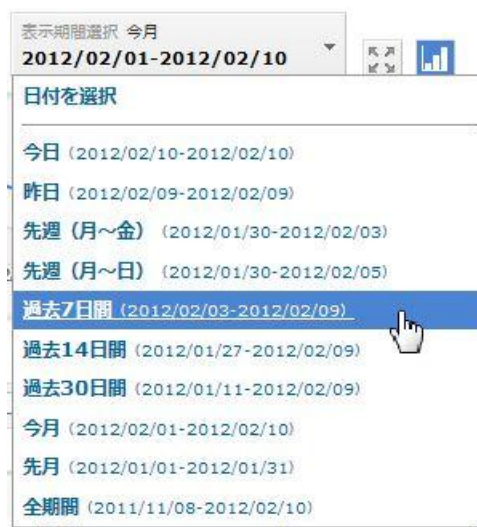 表示期間選択 今月
2012/02/01-2012/02/10
日付を選択
今日 (2012/02/10-2012/02/10)
昨日 (2012/02/09-2012/02/09)
先週 (月～金) (2012/01/30-2012/02/03)
先週 (月～日) (2012/01/30-2012/02/05)
過去7日間 (2012/02/03-2012/02/09)
過去14日間 (2012/01/27-2012/02/09)
過去30日間 (2012/01/11-2012/02/09)
今月 (2012/02/01-2012/02/10)
先月 (2012/01/01-2012/01/31)
全期間 (2011/11/08-2012/02/10)